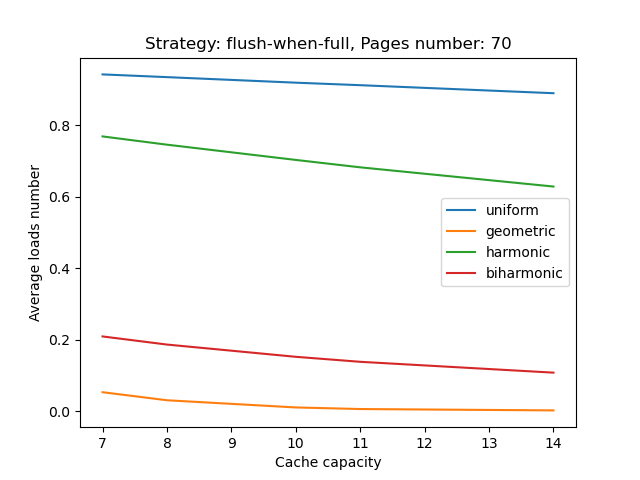 Strategy: flush-when-full, Pages number: 70
Average loads number
0.8
0.6
0.4
0.2
0.0
uniform
geometric
harmonic
biharmonic
7 8 9 10 11 12 13 14
Cache capacity